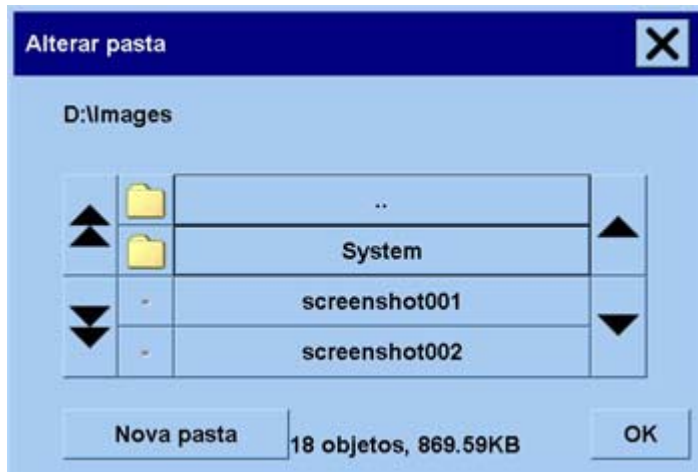 Alterar pasta
D:\Images
..
System
- screenshot001
- screenshot002
Nova pasta
18 objetos, 869.59KB
OK